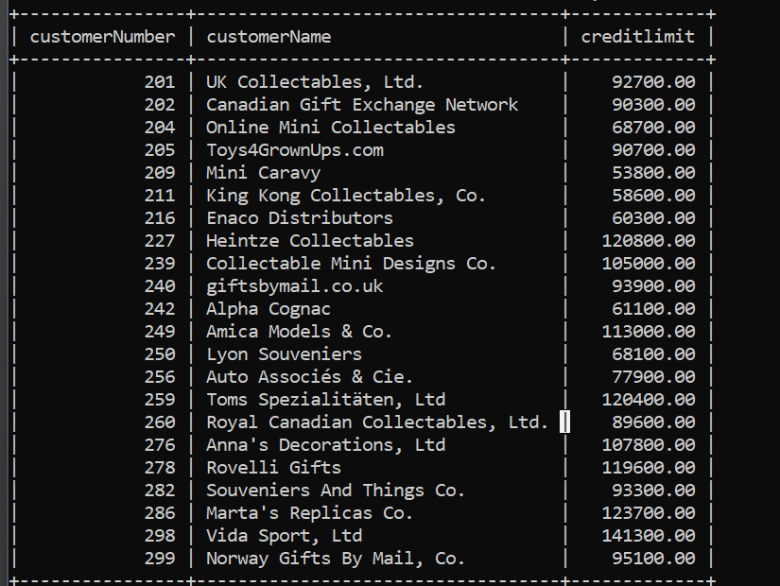 +----------------+---------------------------------+-------------+
| customerNumber | customerName                    | creditlimit |
+----------------+---------------------------------+-------------+
|            201 | UK Collectables, Ltd.           |    92700.00 |
|            202 | Canadian Gift Exchange Network  |    90300.00 |
|            204 | Online Mini Collectables        |    68700.00 |
|            205 | Toys4GrownUps.com               |    90700.00 |
|            209 | Mini Caravy                     |    53800.00 |
|            211 | King Kong Collectables, Co.     |    58600.00 |
|            216 | Enaco Distributors              |    60300.00 |
|            227 | Heintze Collectables            |   120800.00 |
|            239 | Collectable Mini Designs Co.    |   105000.00 |
|            240 | giftsbymail.co.uk               |    93900.00 |
|            242 | Alpha Cognac                    |    61100.00 |
|            249 | Amica Models & Co.              |   113000.00 |
|            250 | Lyon Souveniers                 |    68100.00 |
|            256 | Auto Associés & Cie.            |    77900.00 |
|            259 | Toms Spezialitäten, Ltd         |   120400.00 |
|            260 | Royal Canadian Collectables, Ltd. |    89600.00 |
|            276 | Anna's Decorations, Ltd         |   107800.00 |
|            278 | Rovelli Gifts                   |   119600.00 |
|            282 | Souveniers And Things Co.       |    93300.00 |
|            286 | Marta's Replicas Co.            |   123700.00 |
|            298 | Vida Sport, Ltd                 |   141300.00 |
|            299 | Norway Gifts By Mail, Co.       |    95100.00 |
+----------------+---------------------------------+-------------+